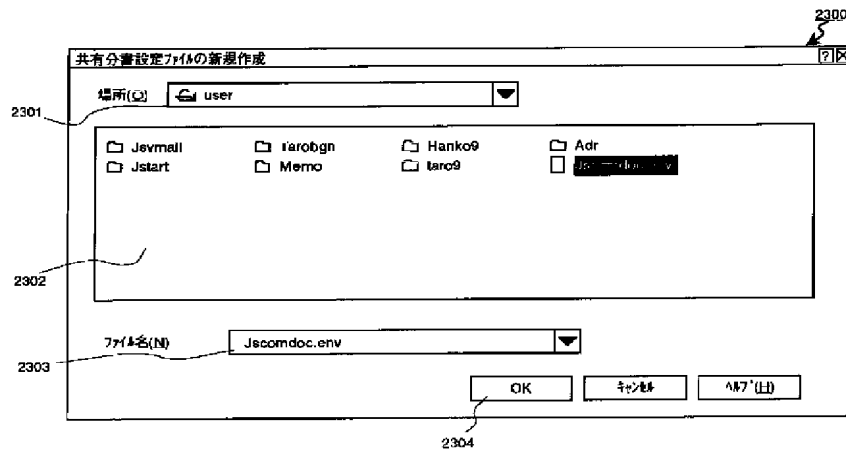 2300
共有分書設定ファイルの新規作成 ? X
場所(O) user
2301
Jsvmail Tarobgn Hanko9 Adr
Jstart Memo taro9 Jscomdoc.env
2302
ファイル名(N) Jscomdoc.env
2303
OK キャンセル ヘルプ(H)
2304